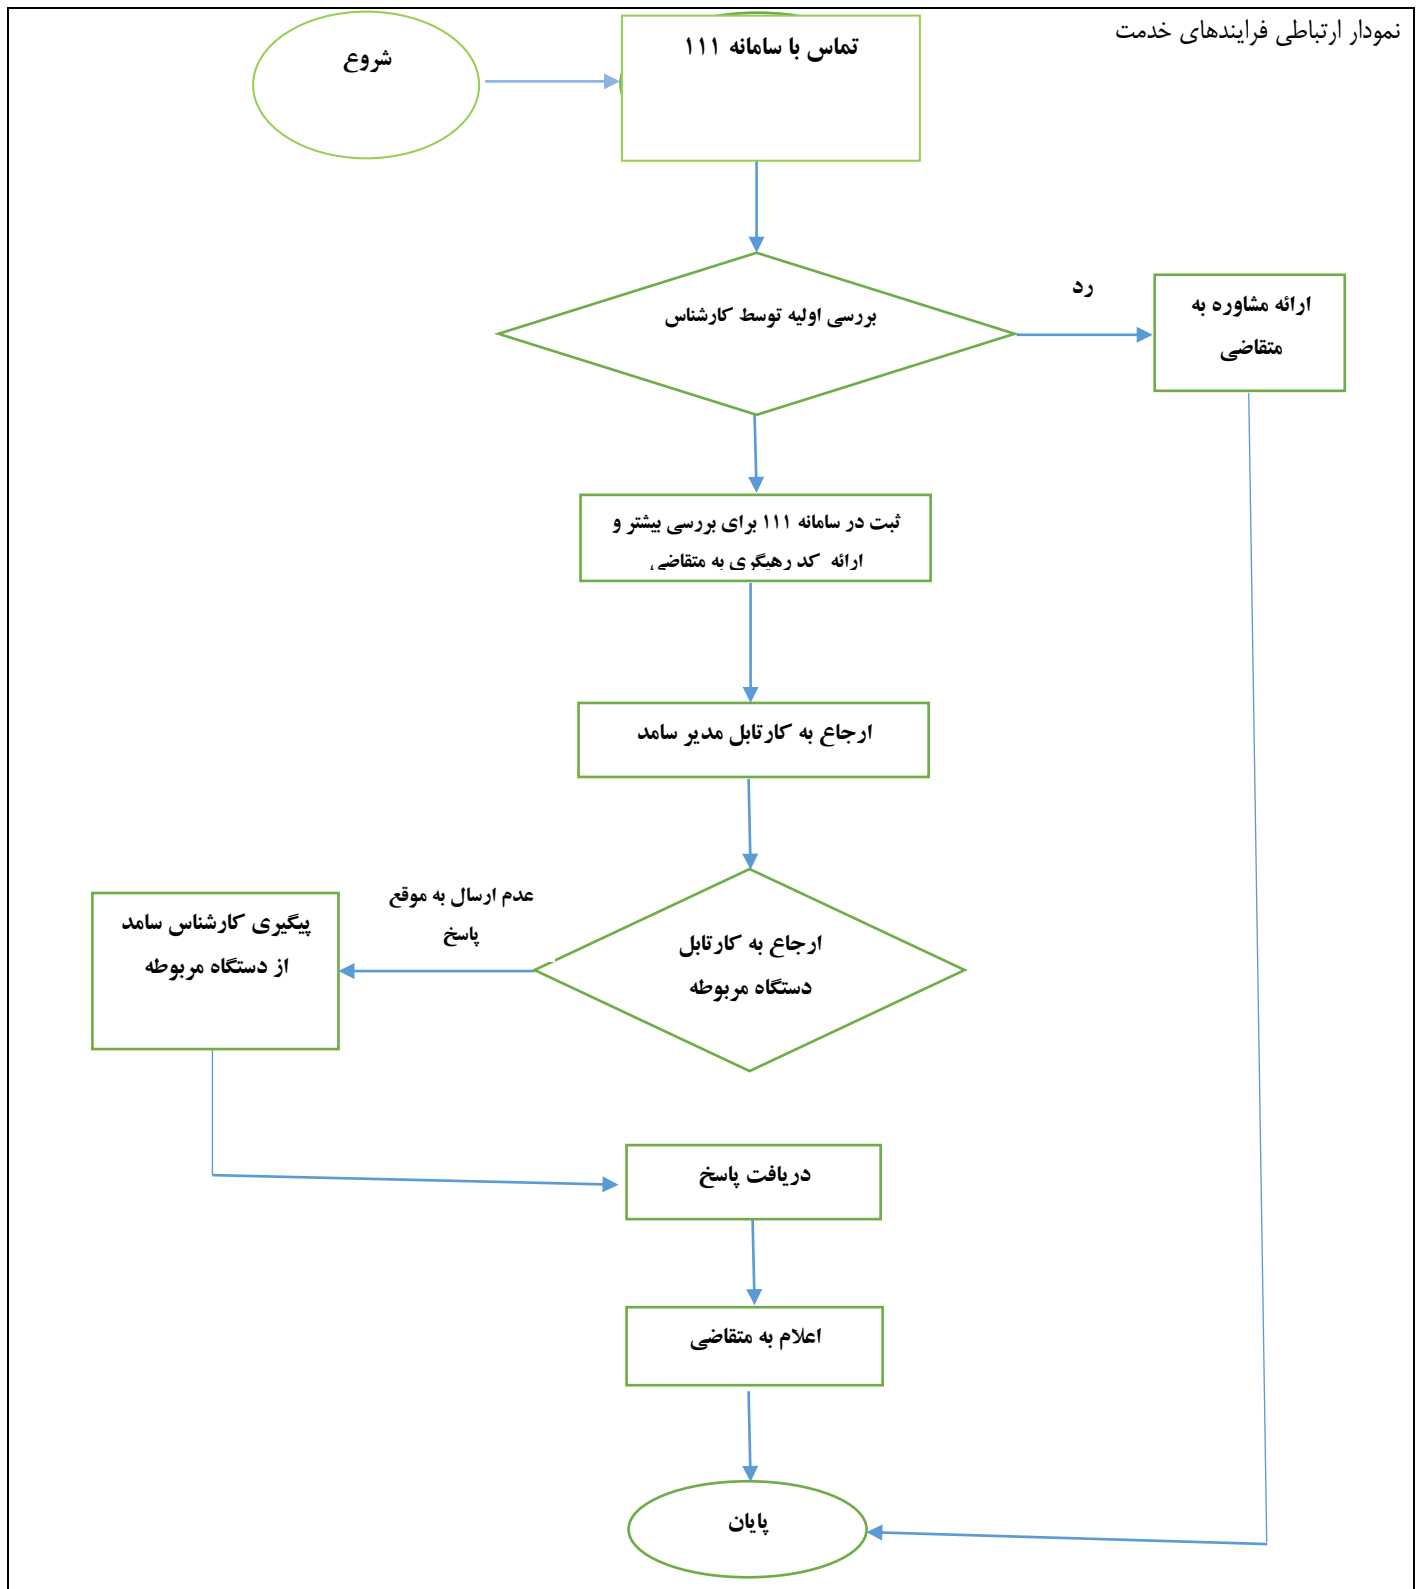 نمودار ارتباطی فرایندهای خدمت
شروع
تماس با سامانه ۱۱۱
بررسی اولیه توسط کارشناس
رد
ارائه مشاوره به
متقاضی
ثبت در سامانه ۱۱۱ برای بررسی بیشتر و
ارائه کد رهیگری به متقاضی
ارجاع به کارتابل مدیر سامد
ارجاع به کارتابل
دستگاه مربوطه
عدم ارسال به موقع
پاسخ
پیگیری کارشناس سامد
از دستگاه مربوطه
دریافت پاسخ
اعلام به متقاضی
پایان